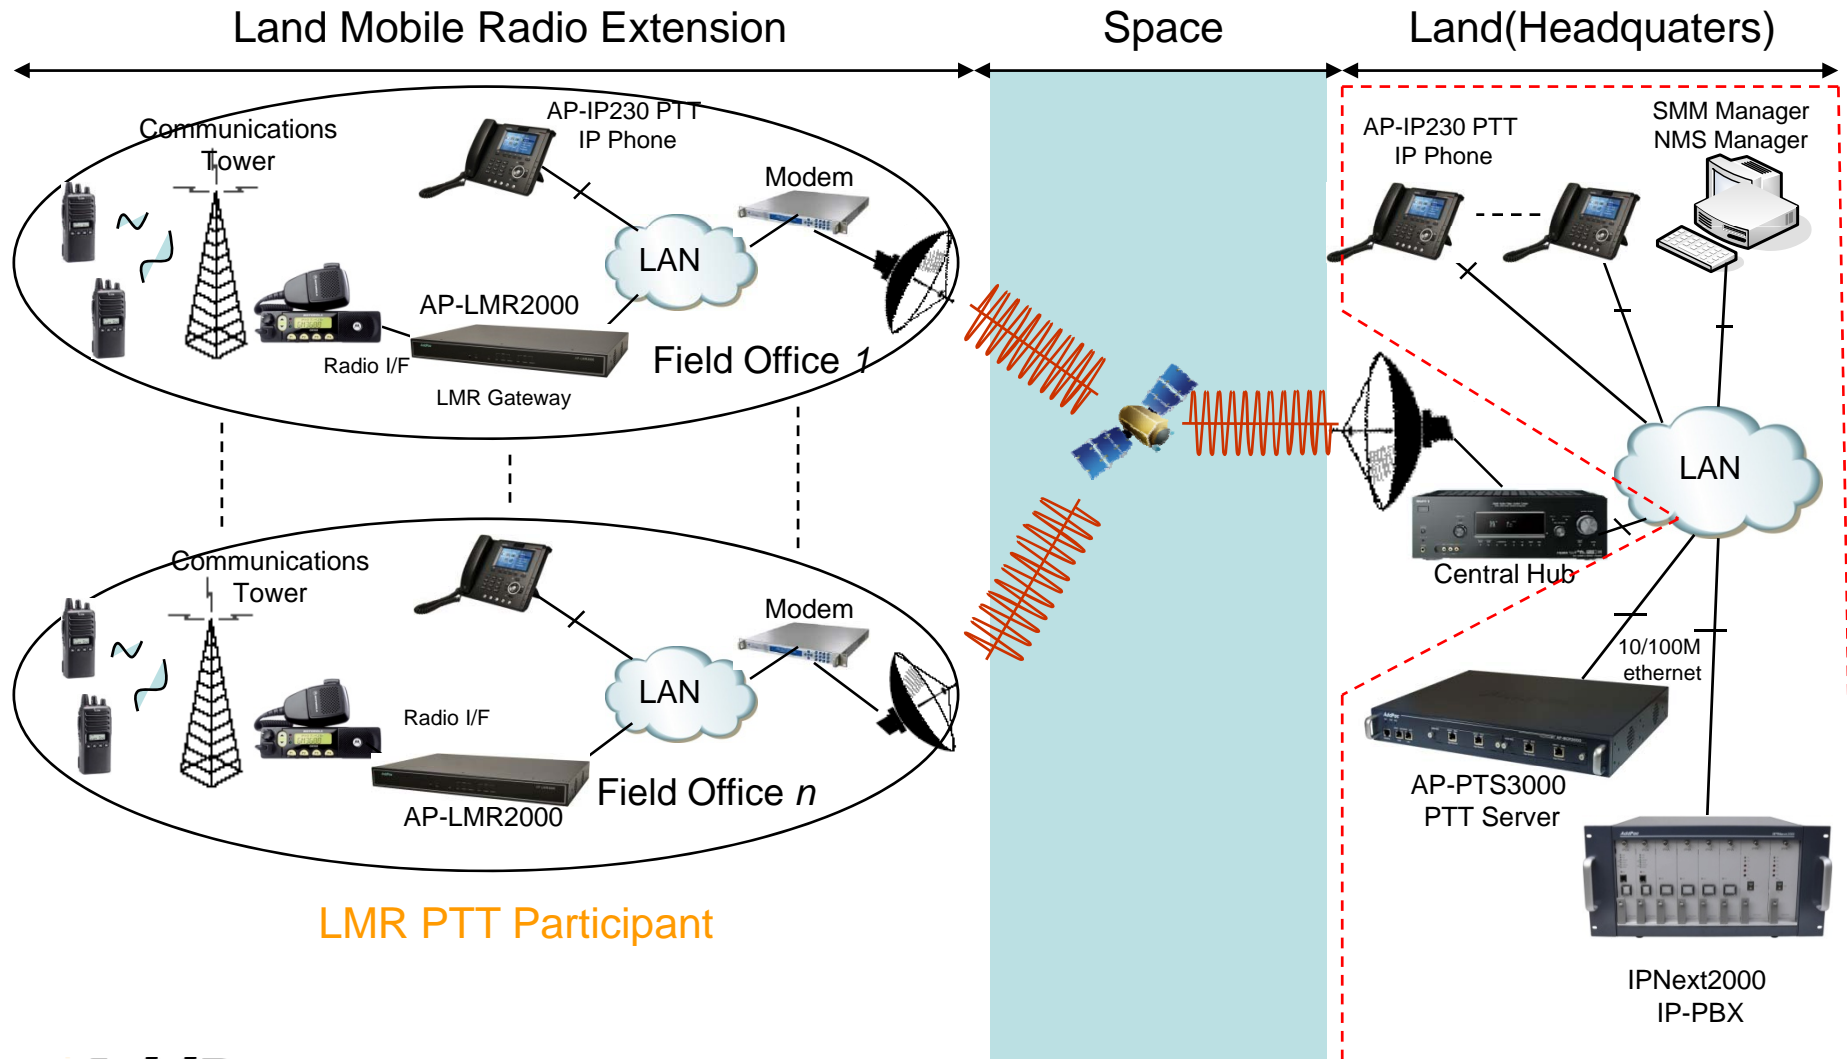 Land Mobile Radio Extension
Space
Land(Headquaters)
Communications
Tower
AP-IP230 PTT
IP Phone
Modem
LAN
AP-LMR2000
Radio I/F
LMR Gateway
Field Office 1
Communications
Tower
Modem
LAN
Radio I/F
AP-LMR2000
Field Office n
LMR PTT Participant
AP-IP230 PTT
IP Phone
SMM Manager
NMS Manager
LAN
Central Hub
10/100M
ethernet
AP-PTS3000
PTT Server
IPNext2000
IP-PBX